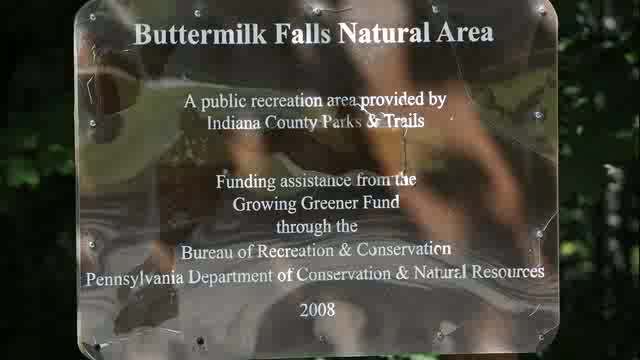 Buttermilk Falls Natural Area
A public recreation area provided by
Indiana County Parks & Trails
Funding assistance from the
Growing Greener Fund
through the
Bureau of Recreation & Conservation
Pennsylvania Department of Conservation & Natural Resources
2008